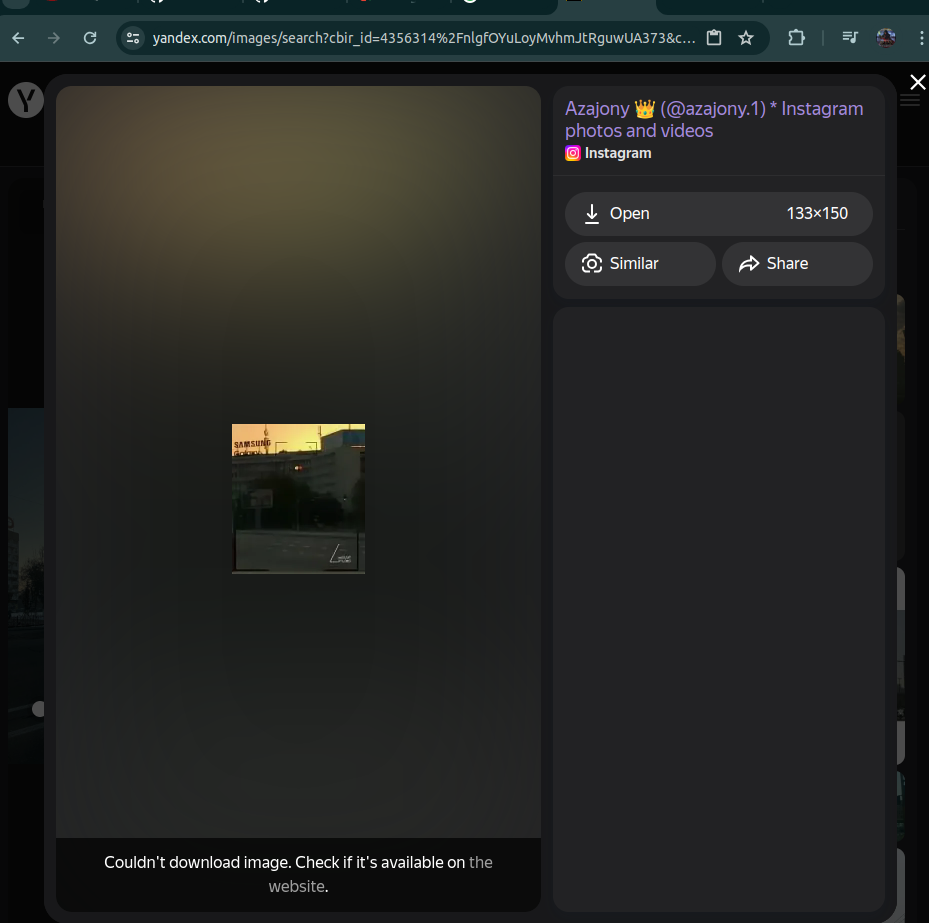 yandex.com/images/search?cbir_id=4356314%2FnlgfOYuLoyMvhmJtRguwUA373&c...
Azajony 👑 (@azajony.1) * Instagram
photos and videos
Instagram
Open 133×150
Similar Share
SAMSUNG
Galaxy
Couldn't download image. Check if it's available on the
website.